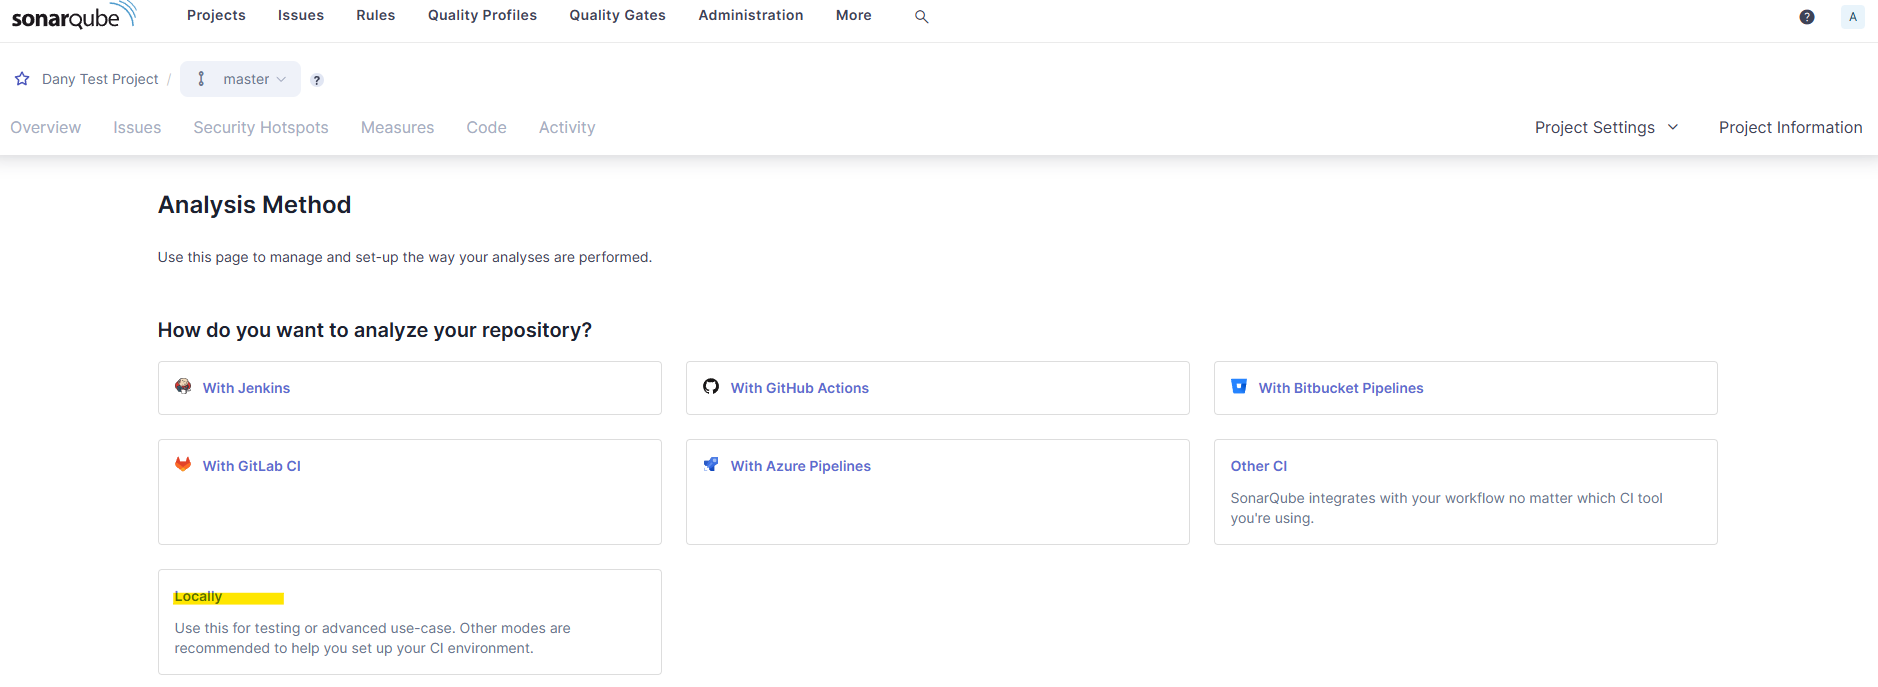 sonarqube Projects Issues Rules Quality Profiles Quality Gates Administration More ? A
Dany Test Project / master ?
Overview Issues Security Hotspots Measures Code Activity Project Settings Project Information
Analysis Method
Use this page to manage and set-up the way your analyses are performed.
How do you want to analyze your repository?
With Jenkins
With GitHub Actions
With Bitbucket Pipelines
With GitLab CI
With Azure Pipelines
Other CI
SonarQube integrates with your workflow no matter which CI tool
you're using.
Locally
Use this for testing or advanced use-case. Other modes are
recommended to help you set up your CI environment.